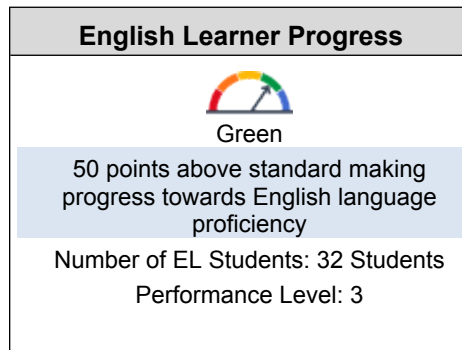 English Learner Progress
Green
50 points above standard making
progress towards English language
proficiency
Number of EL Students: 32 Students
Performance Level: 3